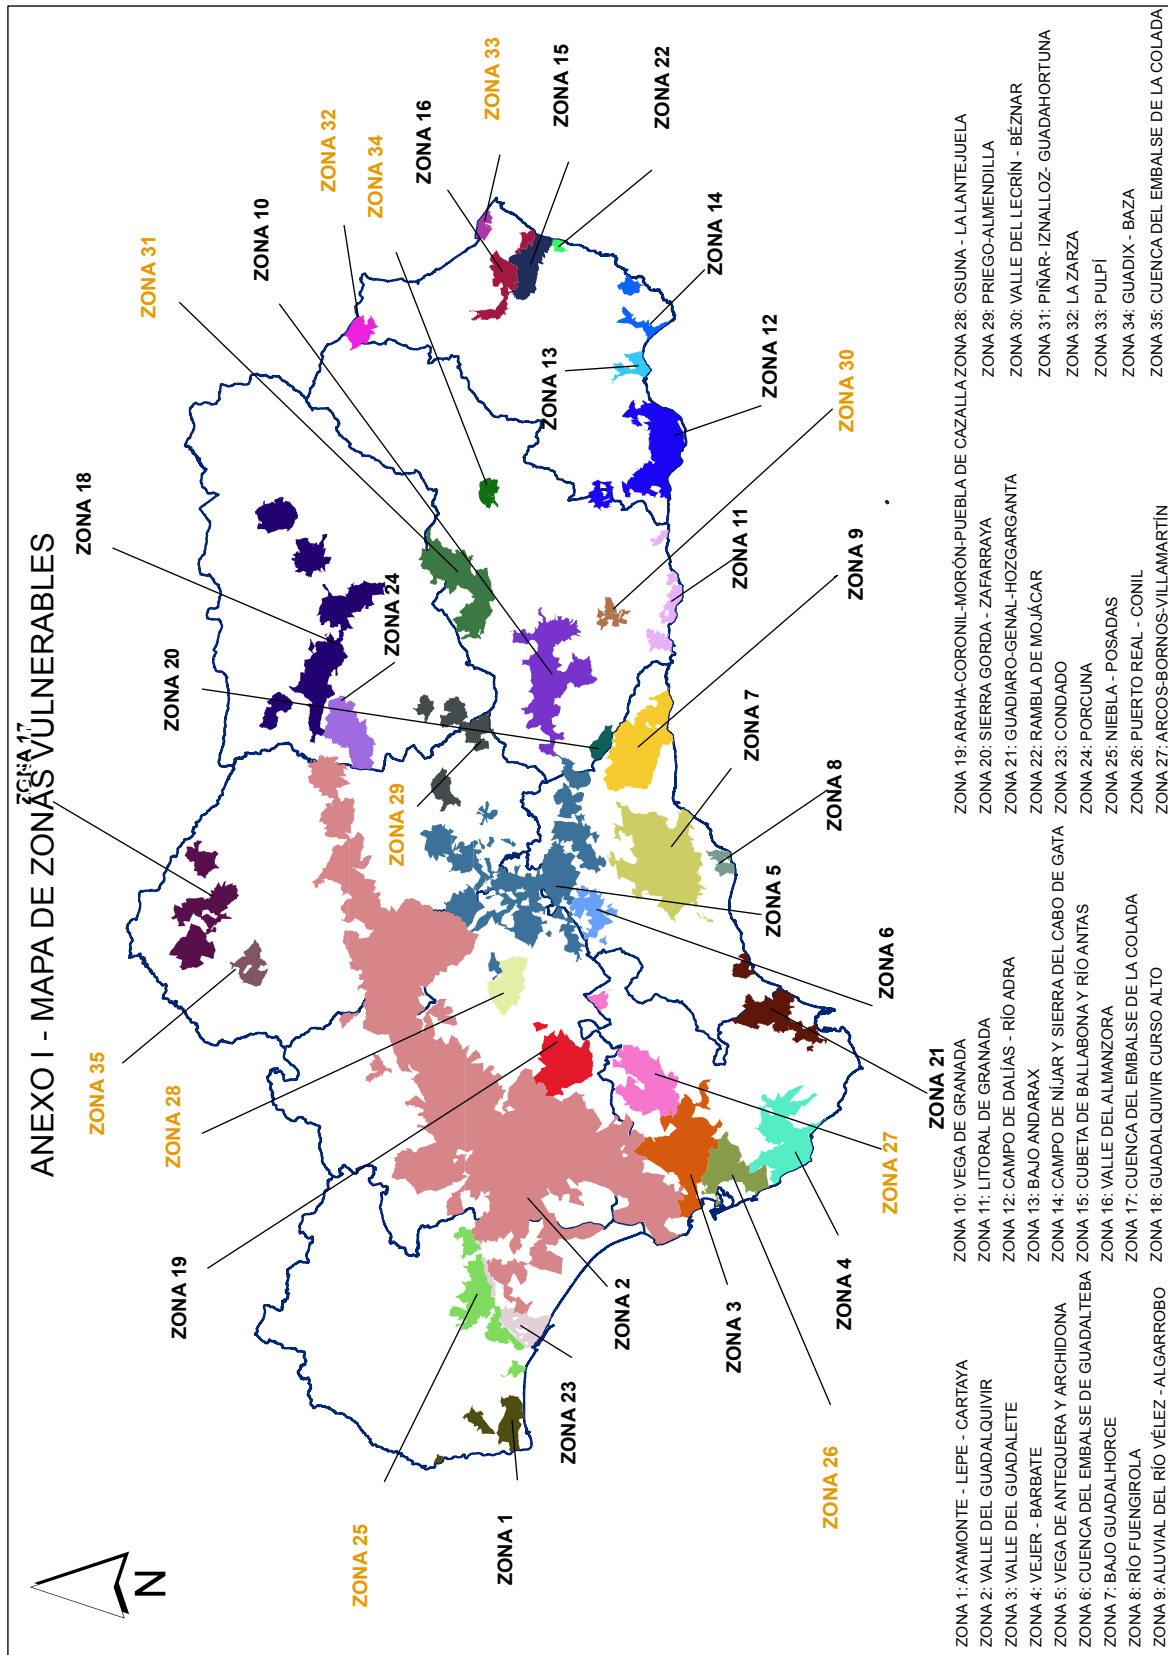 ANEXO I - MAPA DE ZONAS VULNERABLES
N
ZONA 17
ZONA 35
ZONA 28
ZONA 19
ZONA 25
ZONA 1
ZONA 23
ZONA 2
ZONA 3
ZONA 26
ZONA 4
ZONA 27
ZONA 21
ZONA 6
ZONA 5
ZONA 8
ZONA 7
ZONA 29
ZONA 20
ZONA 24
ZONA 18
ZONA 9
ZONA 11
ZONA 30
ZONA 12
ZONA 13
ZONA 14
ZONA 31
ZONA 10
ZONA 34
ZONA 32
ZONA 16
ZONA 33
ZONA 15
ZONA 22
ZONA 1: AYAMONTE - LEPE - CARTAYA
ZONA 2: VALLE DEL GUADALQUIVIR
ZONA 3: VALLE DEL GUADALETE
ZONA 4: VEJER - BARBATE
ZONA 5: VEGA DE ANTEQUERA Y ARCHIDONA
ZONA 6: CUENCA DEL EMBALSE DE GUADALTEBA
ZONA 7: BAJO GUADALHORCE
ZONA 8: RÍO FUENGIROLA
ZONA 9: ALUVIAL DEL RÍO VÉLEZ - ALGARROBO
ZONA 10: VEGA DE GRANADA
ZONA 11: LITORAL DE GRANADA
ZONA 12: CAMPO DE DALÍAS - RÍO ADRA
ZONA 13: BAJO ANDARAX
ZONA 14: CAMPO DE NÍJAR Y SIERRA DEL CABO DE GATA
ZONA 15: CUBETA DE BALLABONA Y RÍO ANTAS
ZONA 16: VALLE DEL ALMANZORA
ZONA 17: CUENCA DEL EMBALSE DE LA COLADA
ZONA 18: GUADALQUIVIR CURSO ALTO
ZONA 19: ARAHA-CORONIL-MORÓN-PUEBLA DE CAZALLA
ZONA 20: SIERRA GORDA - ZAFARRAYA
ZONA 21: GUADIARO-GENAL-HOZGARGANTA
ZONA 22: RAMBLA DE MOJÁCAR
ZONA 23: CONDADO
ZONA 24: PORCUNA
ZONA 25: NIEBLA - POSADAS
ZONA 26: PUERTO REAL - CONIL
ZONA 27: ARCOS-BORNOS-VILLAMARTÍN
ZONA 28: OSUNA - LA LANTEJUELA
ZONA 29: PRIEGO-ALMENDILLA
ZONA 30: VALLE DEL LECRÍN - BÉZNAR
ZONA 31: PIÑAR- IZNALLOZ- GUADAHORTUNA
ZONA 32: LA ZARZA
ZONA 33: PULPÍ
ZONA 34: GUADIX - BAZA
ZONA 35: CUENCA DEL EMBALSE DE LA COLADA